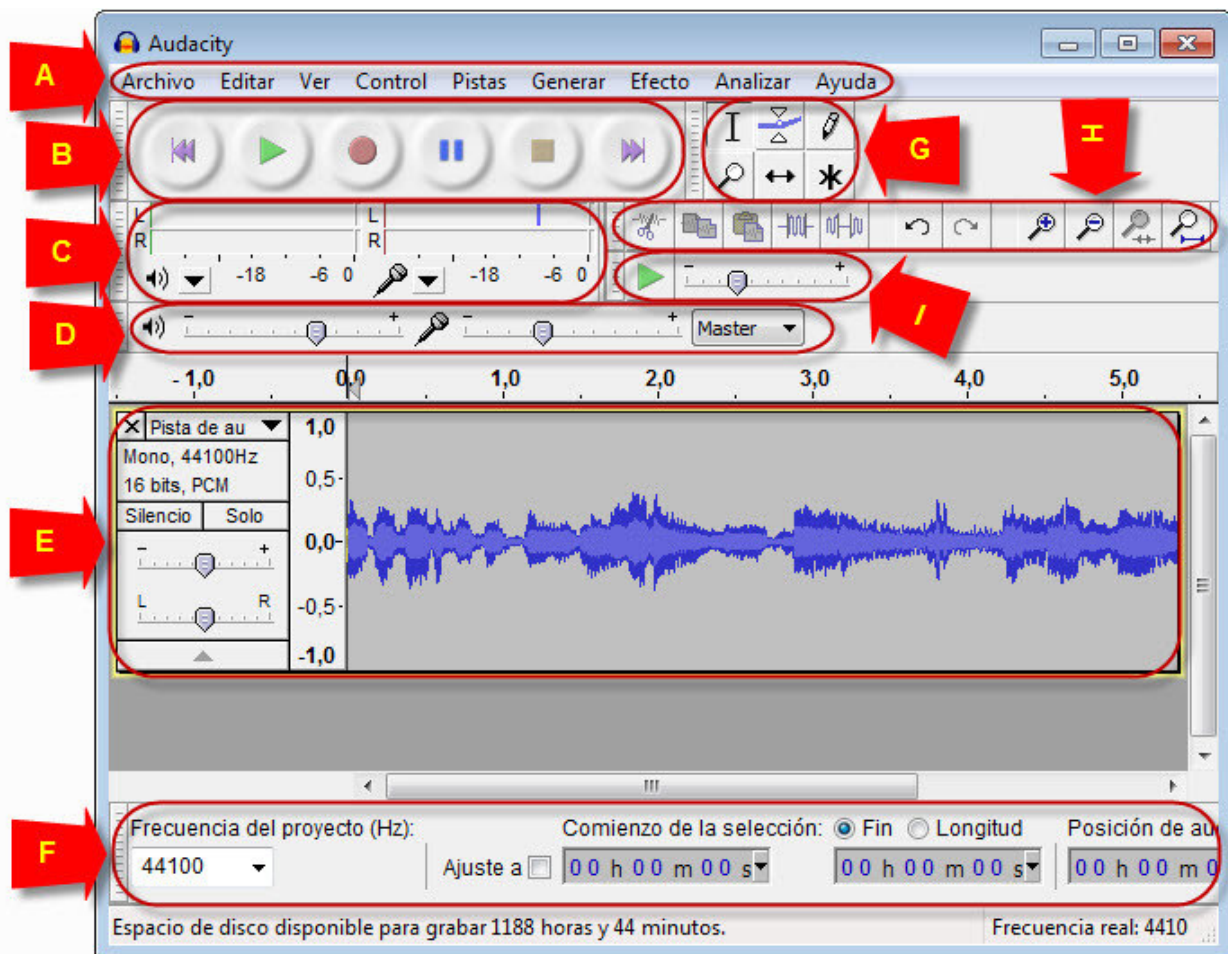 Audacity
A
Archivo Editar Ver Control Pistas Generar Efecto Analizar Ayuda
B
G
H
C
L
R
-18 -6 0
L
R
-18 -6 0
- +
I
D
- +
- +
Master
- 1,0 0,0 1,0 2,0 3,0 4,0 5,0
E
Pista de au
Mono, 44100Hz
16 bits, PCM
Silencio Solo
- +
L R
1,0
0,5
0,0
-0,5
-1,0
F
Frecuencia del proyecto (Hz):
44100
Ajuste a
Comienzo de la selección:
00 h 00 m 00 s
Fin Longitud
00 h 00 m 00 s
Posición de au
00 h 00 m 0
Espacio de disco disponible para grabar 1188 horas y 44 minutos.
Frecuencia real: 4410